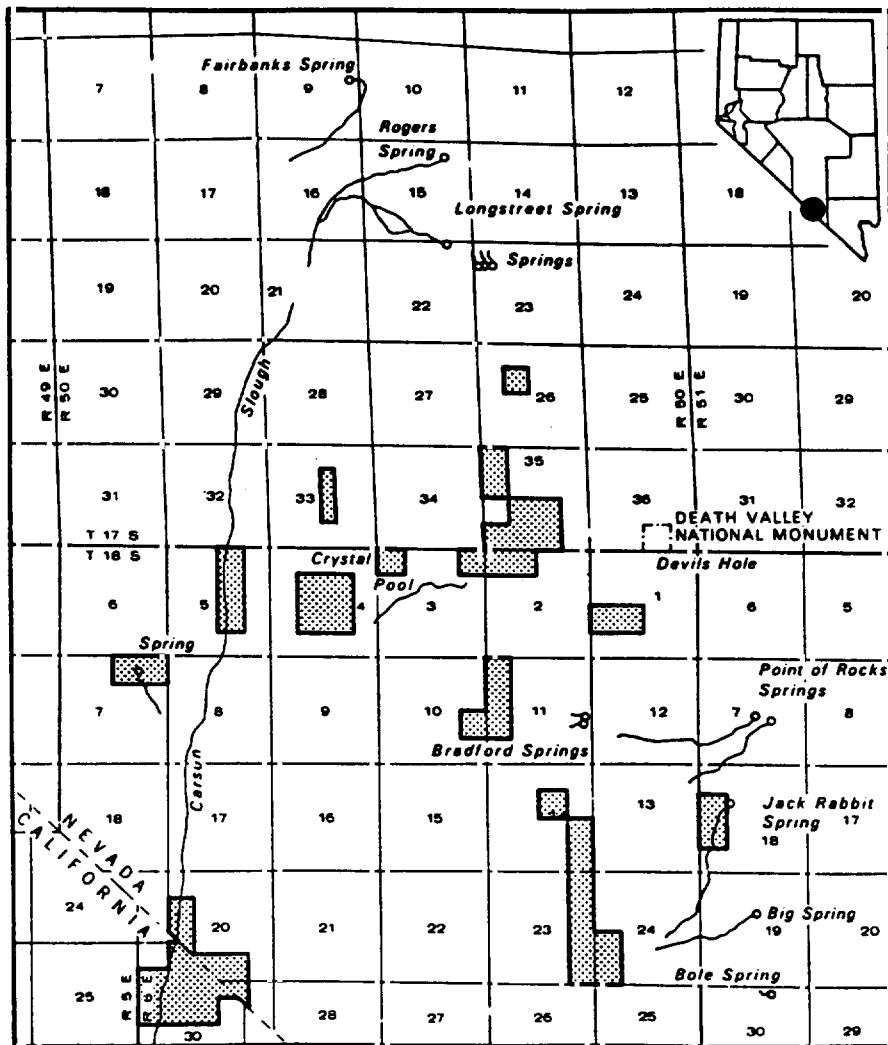 Fairbanks Spring
7 8 9 10 11 12
Rogers
Spring
18 17 16 15 14 13 18
Longstreet Spring
Springs
19 20 21 22 23 24 19 20
R 49 E
R 50 E
Slough
R 50 E
R 51 E
30 29 28 27 26 25 30 29
35
31 32 33 34 36 31 32
T 17 S
T 18 S
DEATH VALLEY
NATIONAL MONUMENT
Crystal
Pool
Devils Hole
6 5 4 3 2 1 6 5
Spring
Point of Rocks
Springs
7 8 9 10 11 12 7 8
Bradford Springs
Carsun
18 17 16 15 13
Jack Rabbit
Spring
17
18
NEVADA
CALIFORNIA
24 20 21 22 23 24 19 20
Big Spring
Bole Spring
25
R 5 E
R 6 E
28 27 26 25
30 30 29